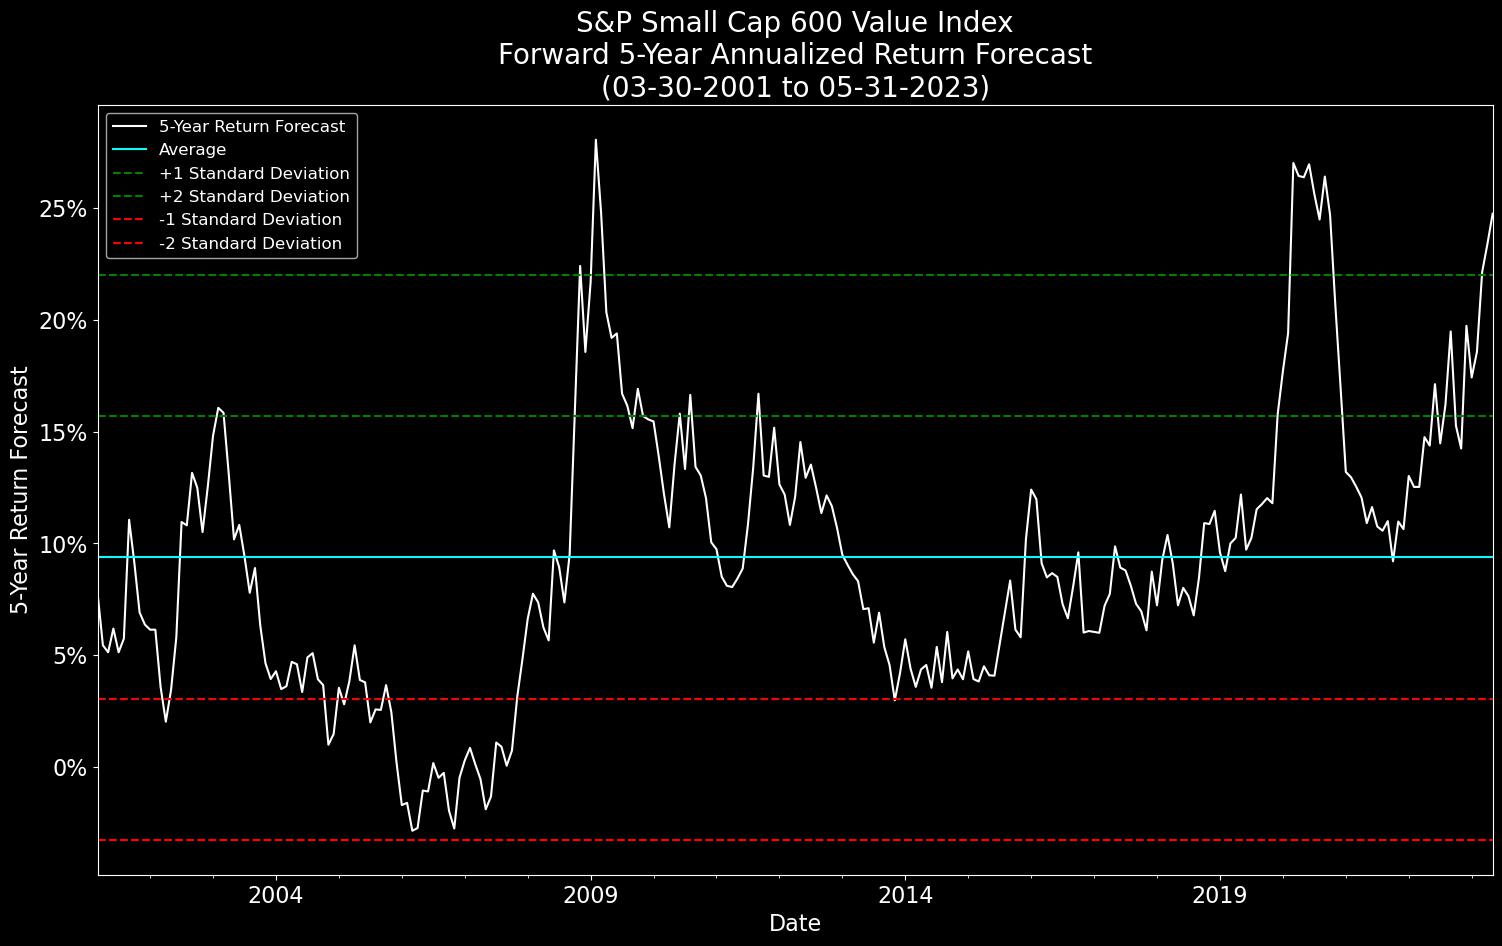 S&P Small Cap 600 Value Index
Forward 5-Year Annualized Return Forecast
(03-30-2001 to 05-31-2023)
5-Year Return Forecast
Average
+1 Standard Deviation
+2 Standard Deviation
-1 Standard Deviation
-2 Standard Deviation
5-Year Return Forecast
25%
20%
15%
10%
5%
0%
2004 2009 2014 2019
Date